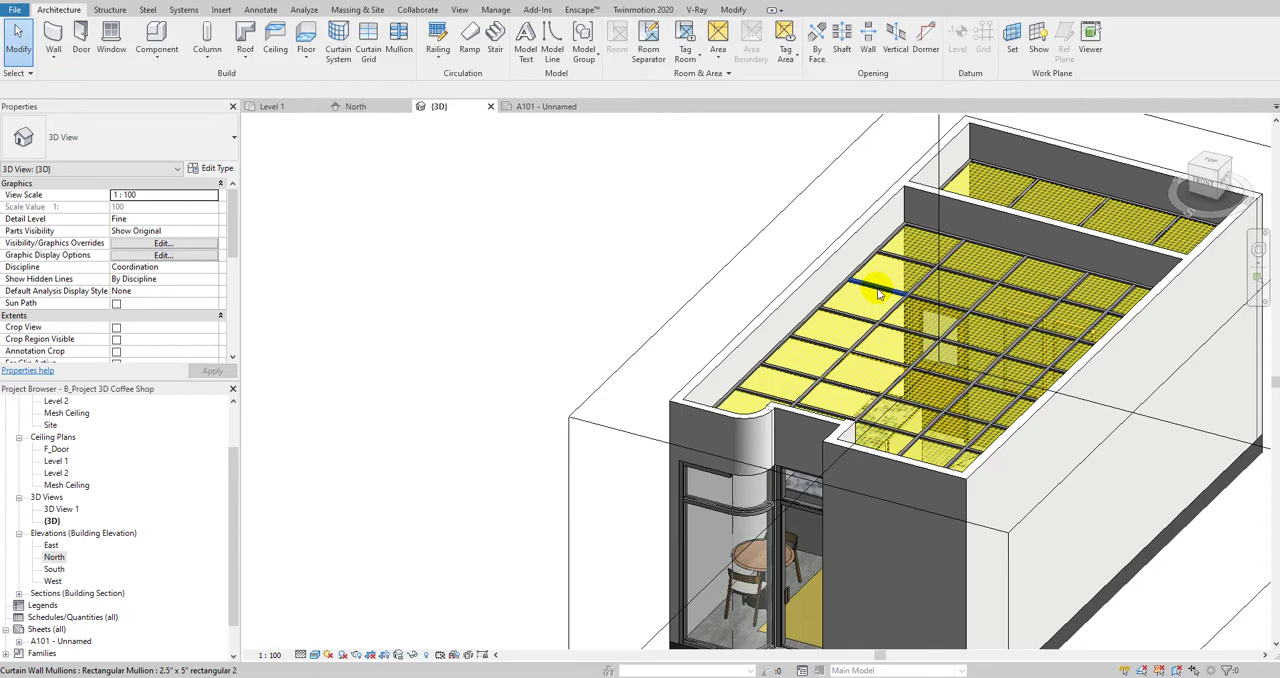 File Architecture Structure Steel Systems Insert Annotate Analyze Massing & Site Collaborate View Manage Add-Ins Enscape™ Twinmotion 2020 V-Ray Modify
Modify Wall Door Window Component Column Roof Ceiling Floor Curtain System Curtain Grid Mullion Railing Ramp Stair Model Text Model Line Model Group Room Room Separator Tag Room Area Area Boundary Tag Area By Face Shaft Wall Vertical Dormer Level Grid Set Show Ref Plane Viewer
Select Build Circulation Model Room & Area Opening Datum Work Plane
Properties
Level 1 North {3D} A101 - Unnamed
3D View
3D View: {3D} Edit Type
Graphics
View Scale 1 : 100
Scale Value 1: 100
Detail Level Fine
Parts Visibility Show Original
Visibility/Graphics Overrides Edit...
Graphic Display Options Edit...
Discipline Coordination
Show Hidden Lines By Discipline
Default Analysis Display Style None
Sun Path
Extents
Crop View
Crop Region Visible
Annotation Crop
Properties help Apply
Project Browser - B_Project 3D Coffee Shop
Level 2
Mesh Ceiling
Site
Ceiling Plans
F_Door
Level 1
Level 2
Mesh Ceiling
3D Views
3D View 1
{3D}
Elevations (Building Elevation)
East
North
South
West
Sections (Building Section)
Legends
Schedules/Quantities (all)
Sheets (all)
A101 - Unnamed
Families
TOP
FRONT
S
1 : 100
Curtain Wall Mullions : Rectangular Mullion : 2.5" x 5" rectangular 2
:0 Main Model :0